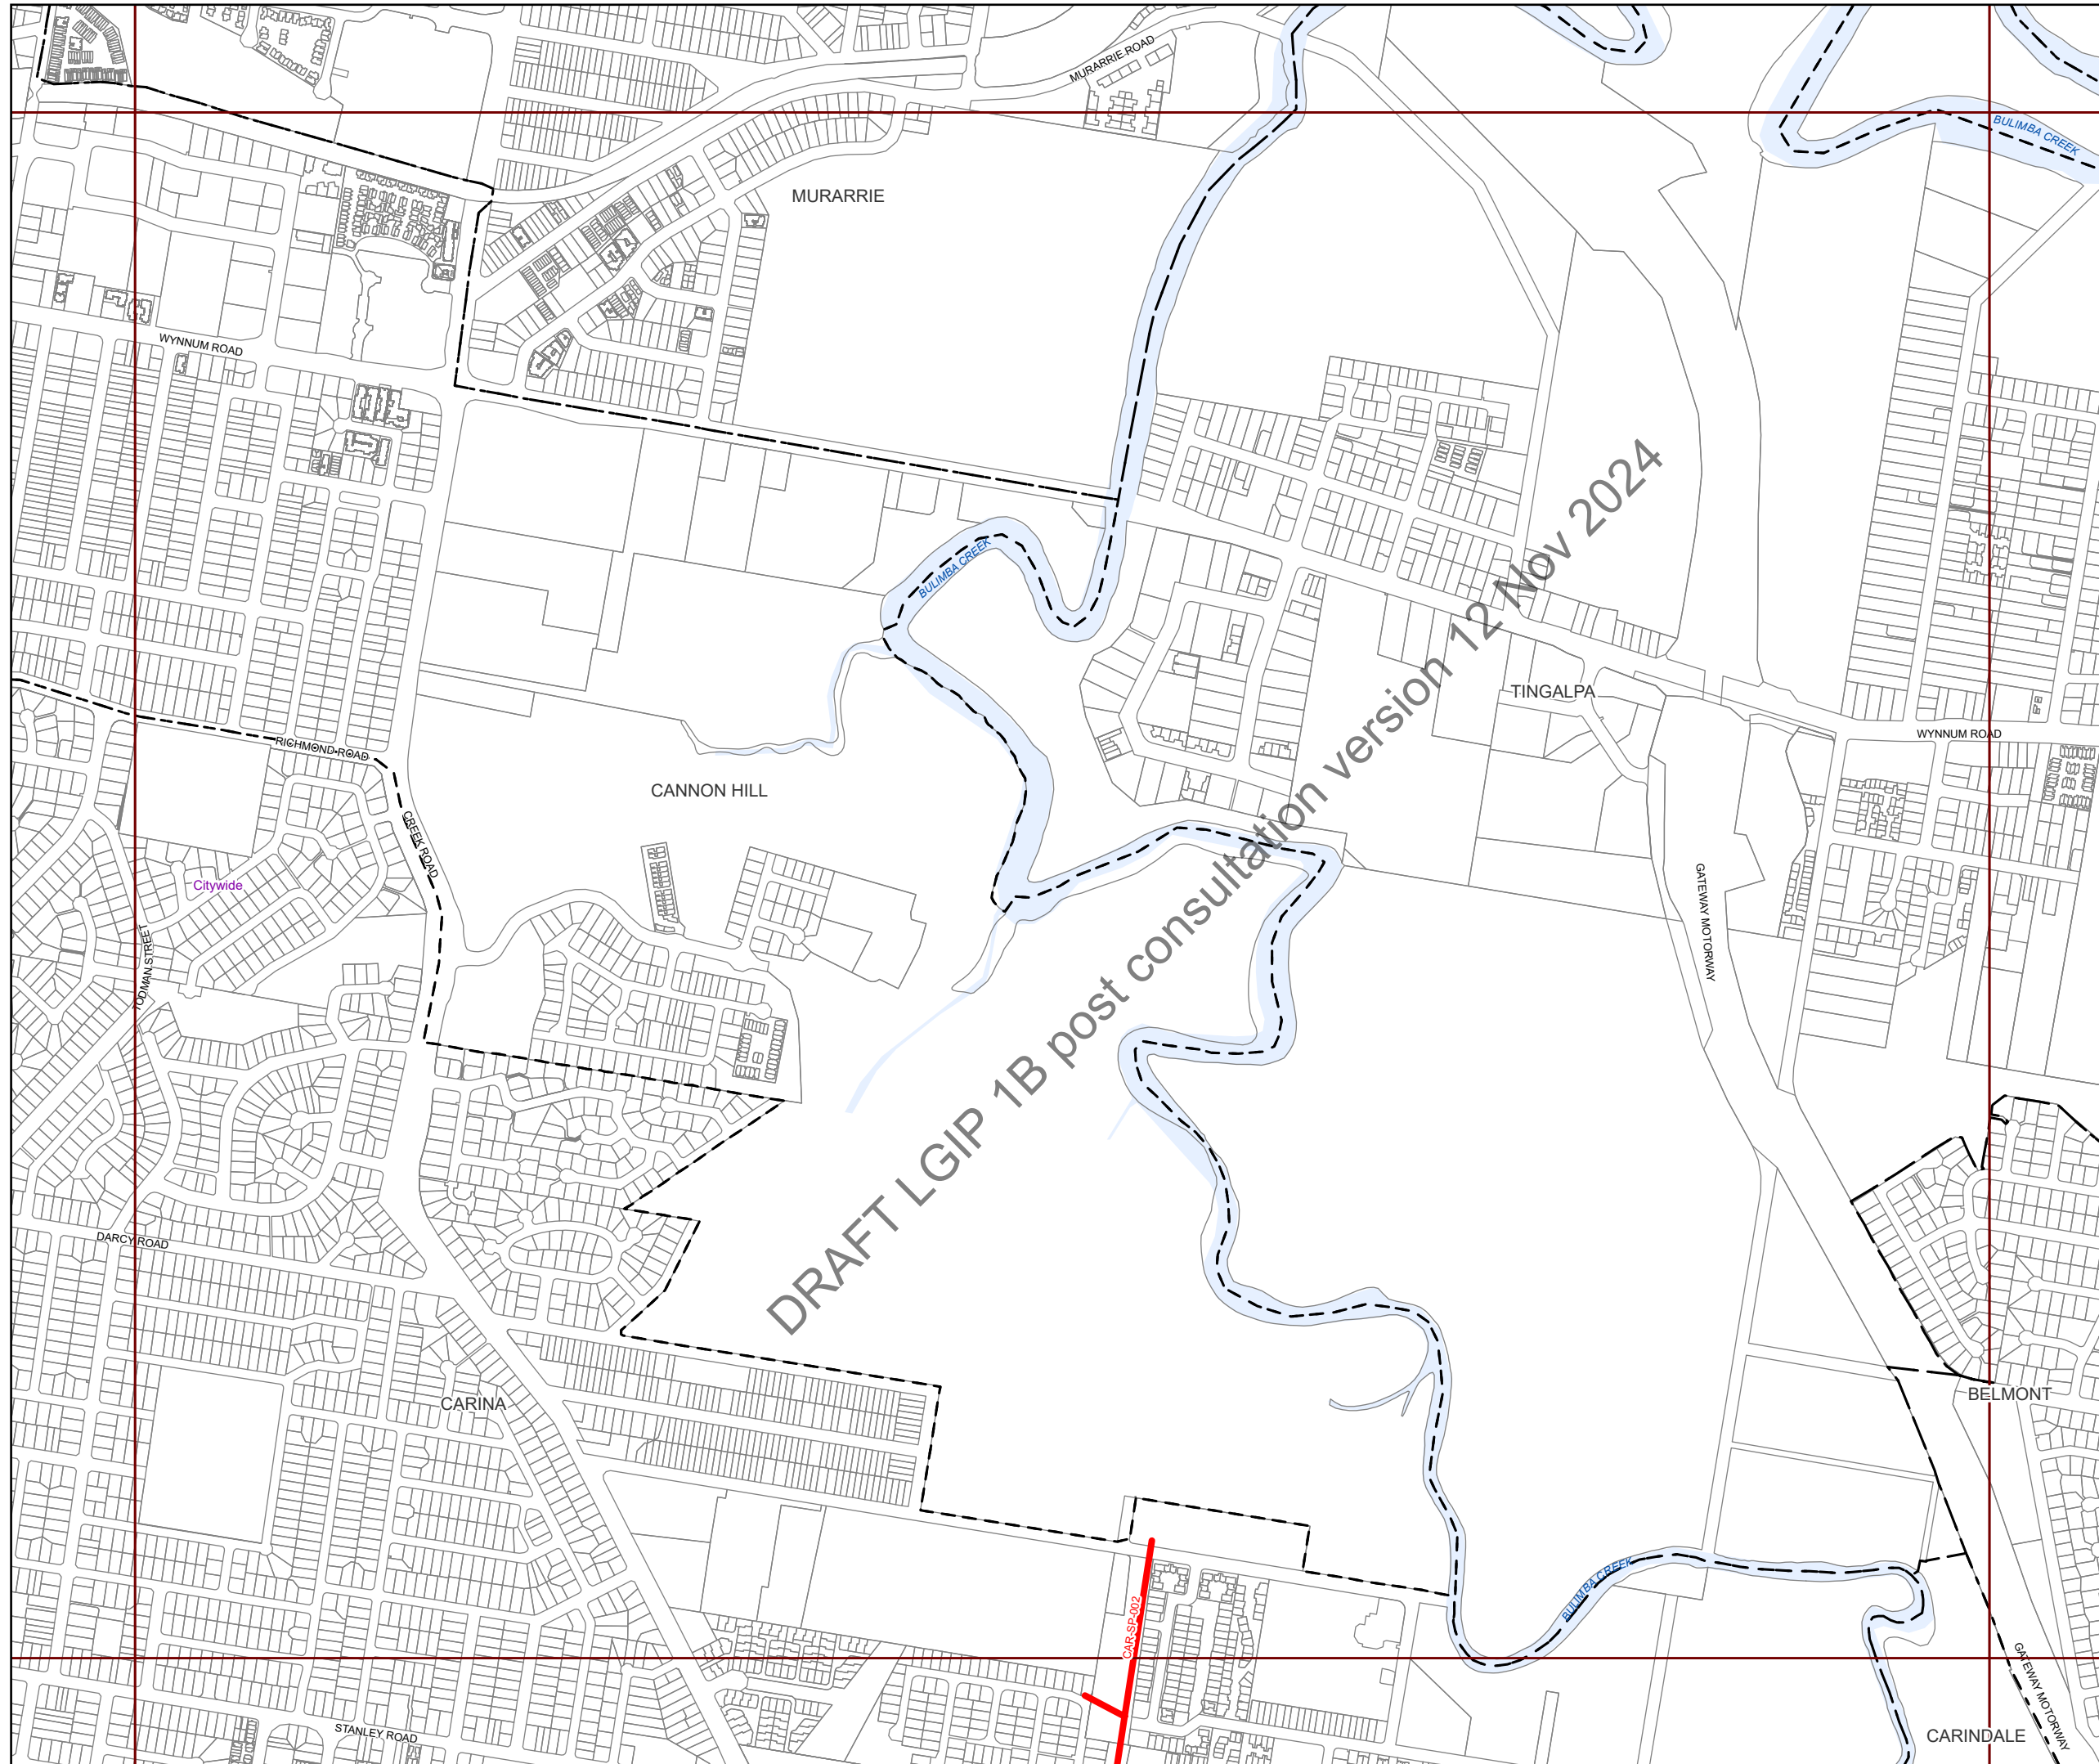 MURARRIE ROAD
BULIMBA CREEK
MURARRIE
WYNNUM ROAD
BULIMBA CREEK
TINGALPA
WYNNUM ROAD
RICHMOND ROAD
CANNON HILL
CREEK ROAD
Citywide
GATEWAY MOTORWAY
TODMAN STREET
DRAFT LGIP 1B post consultation version 12 Nov 2024
DARCY ROAD
BELMONT
CARINA
BULIMBA CREEK
CAR-SP-002
GATEWAY MOTORWAY
STANLEY ROAD
CARINDALE